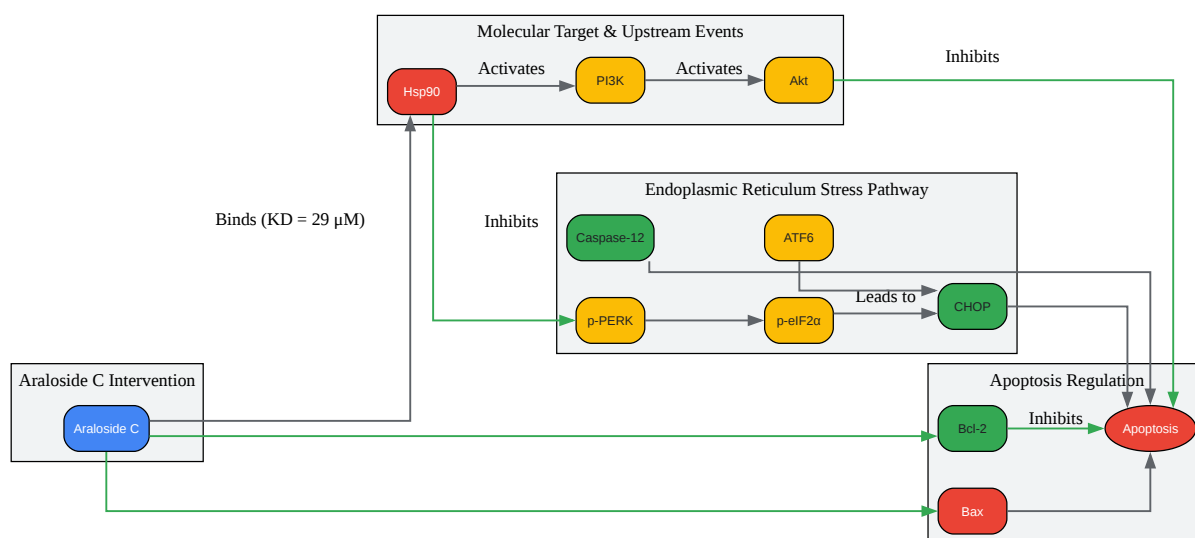 Molecular Target & Upstream Events
Hsp90
Activates
PI3K
Activates
Akt
Inhibits
Binds (KD = 29 μM)
Inhibits
Endoplasmic Reticulum Stress Pathway
Caspase-12
ATF6
p-PERK
p-eIF2α
Leads to
CHOP
Araloside C Intervention
Araloside C
Apoptosis Regulation
Bcl-2
Inhibits
Apoptosis
Bax